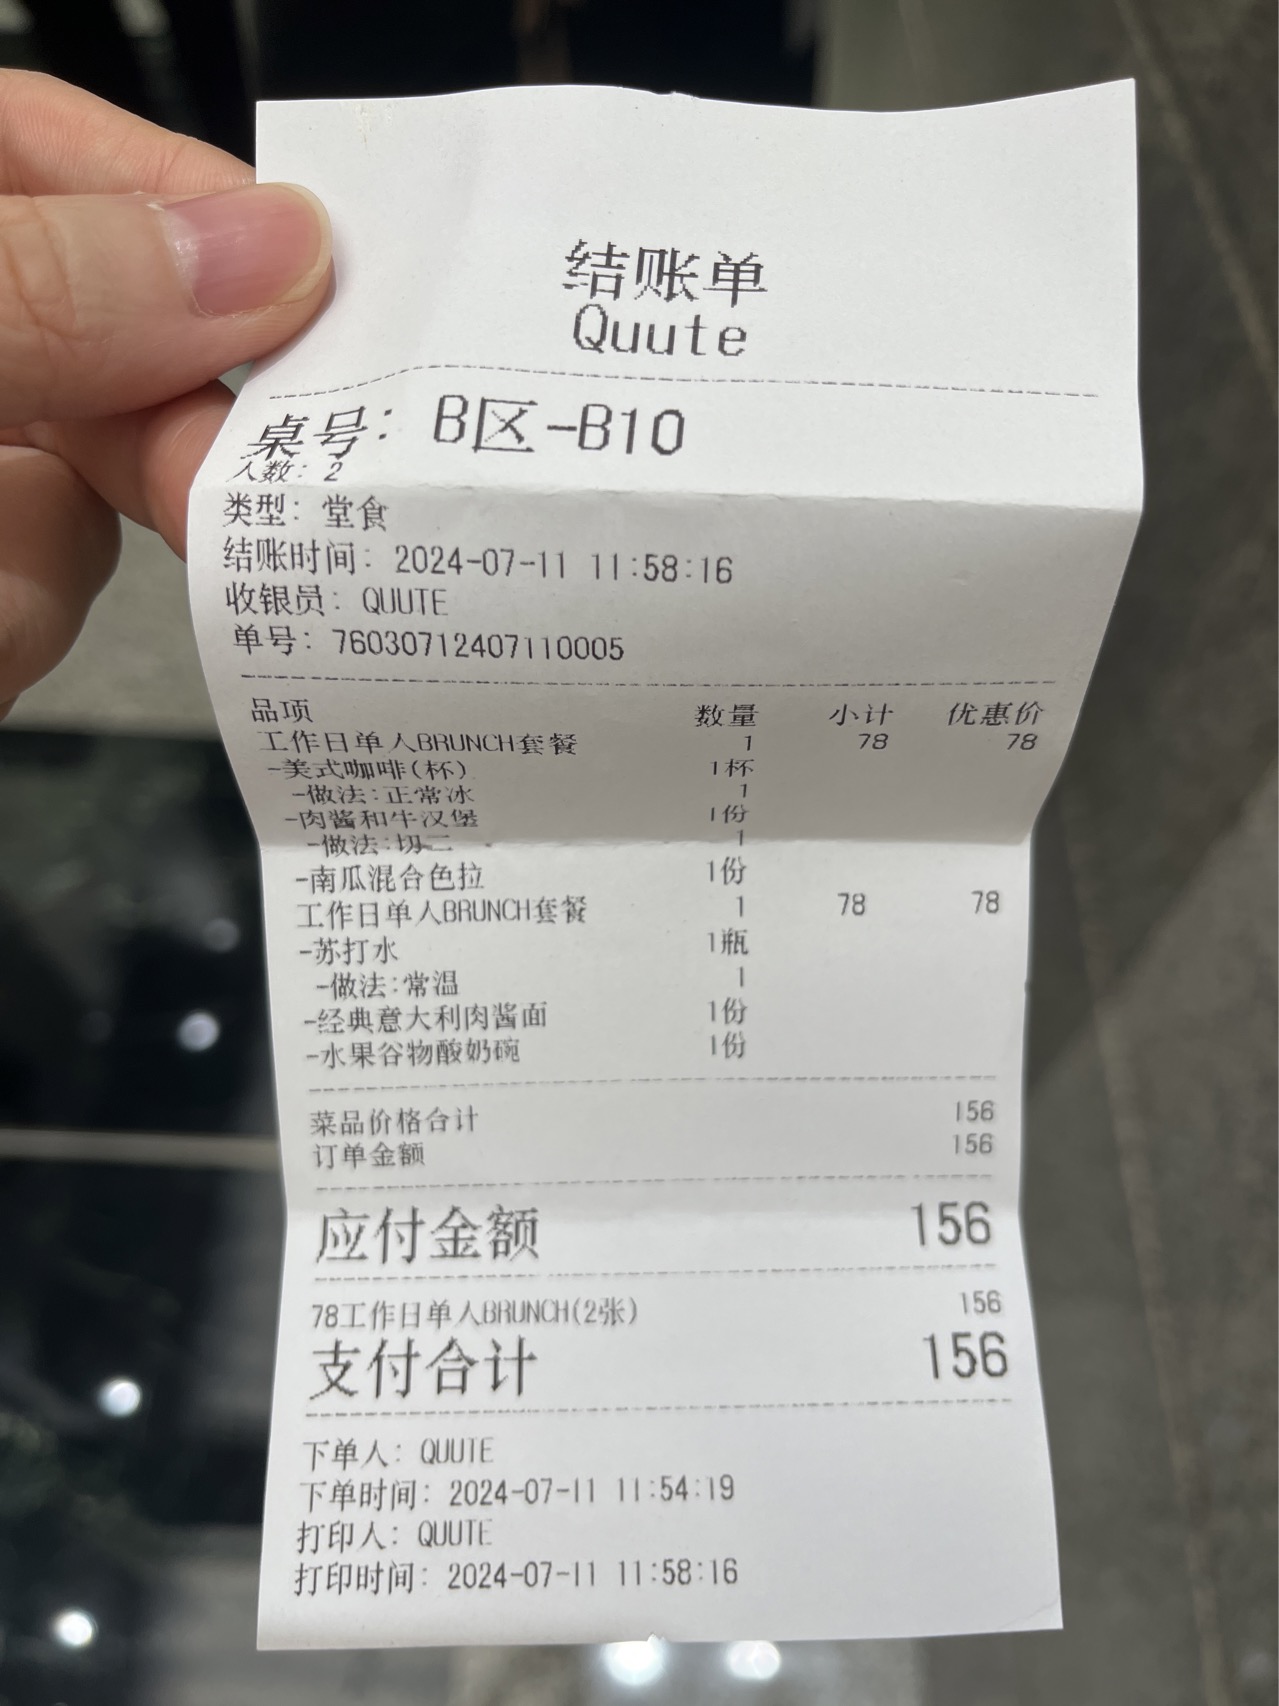 结账单
Quute
桌号: B区-B10
人数: 2
类型: 堂食
结账时间: 2024-07-11 11:58:16
收银员: QUUTE
单号: 76030712407110005
品项 数量 小计 优惠价
工作日单人BRUNCH套餐 1 78 78
-美式咖啡(杯) 1杯
-做法:正常冰 1
-肉酱和牛汉堡 1份
-做法:切二 1
-南瓜混合色拉 1份
工作日单人BRUNCH套餐 1 78 78
-苏打水 1瓶
-做法:常温 1
-经典意大利肉酱面 1份
-水果谷物酸奶碗 1份
菜品价格合计 156
订单金额 156
应付金额 156
78工作日单人BRUNCH(2张) 156
支付合计 156
下单人: QUUTE
下单时间: 2024-07-11 11:54:19
打印人: QUUTE
打印时间: 2024-07-11 11:58:16